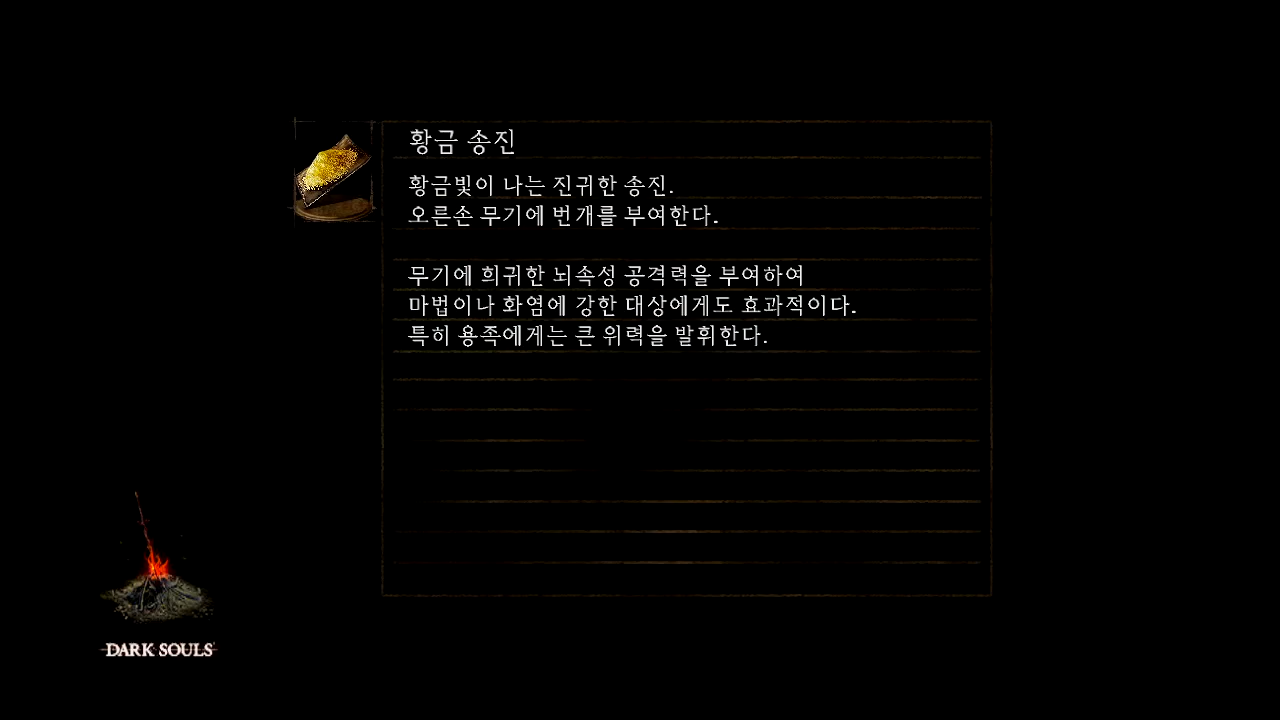 황금 송진
황금빛이 나는 진귀한 송진.
오른손 무기에 번개를 부여한다.
무기에 희귀한 뇌속성 공격력을 부여하여
마법이나 화염에 강한 대상에게도 효과적이다.
특히 용족에게는 큰 위력을 발휘한다.
DARK SOULS